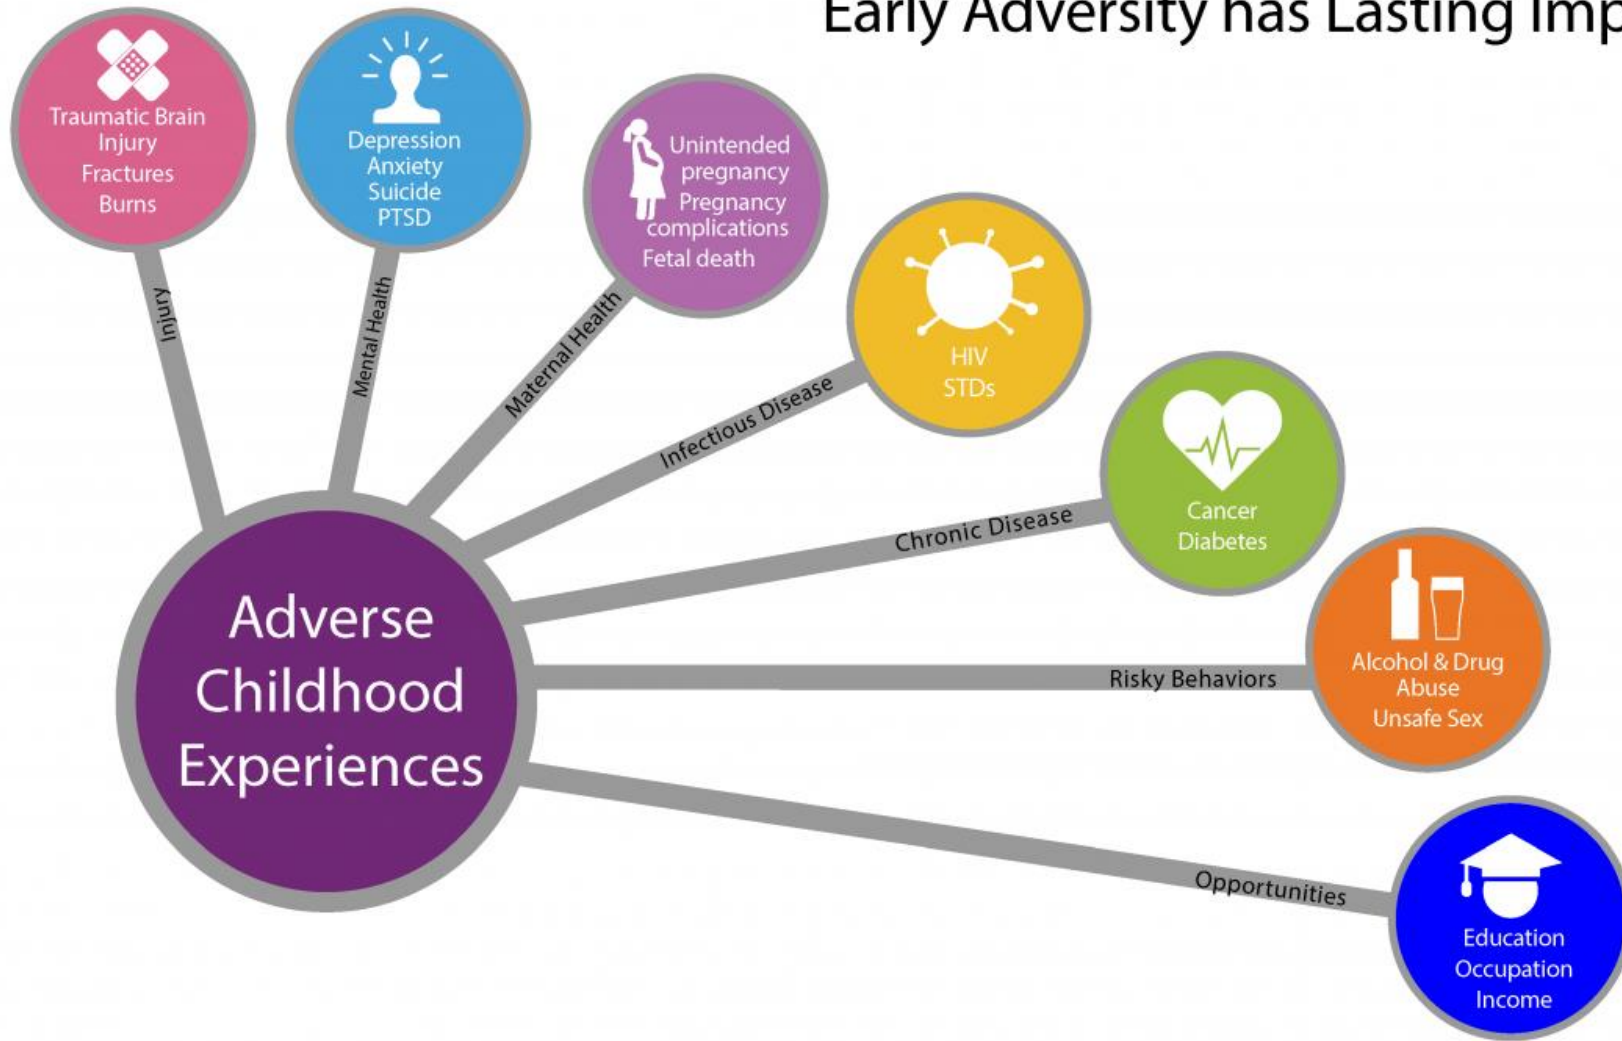 Early Adversity has Lasting Imp
Traumatic Brain
Injury
Fractures
Burns
Injury
Depression
Anxiety
Suicide
PTSD
Mental Health
Unintended
pregnancy
Pregnancy
complications
Fetal death
Maternal Health
HIV
STDs
Infectious Disease
Cancer
Diabetes
Chronic Disease
Alcohol & Drug
Abuse
Unsafe Sex
Risky Behaviors
Education
Occupation
Income
Opportunities
Adverse
Childhood
Experiences